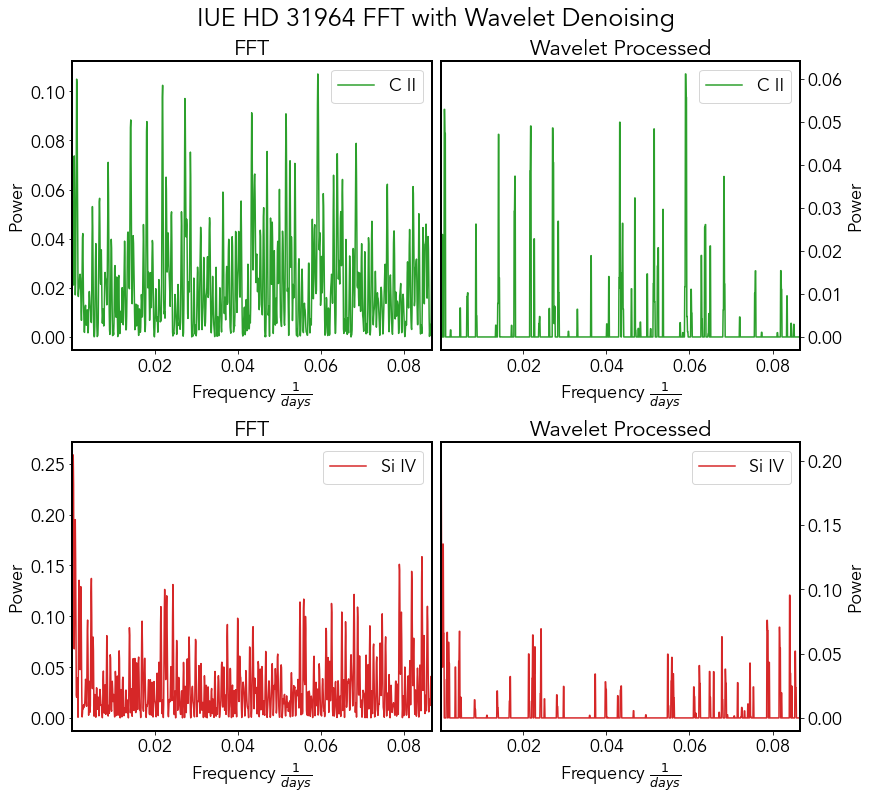 IUE HD 31964 FFT with Wavelet Denoising
FFT
Wavelet Processed
C II
C II
0.10
0.08
0.06
0.04
0.02
0.00
0.06
0.05
0.04
0.03
0.02
0.01
0.00
Power
Power
0.02 0.04 0.06 0.08
0.02 0.04 0.06 0.08
Frequency 1/days
Frequency 1/days
FFT
Wavelet Processed
Si IV
Si IV
0.25
0.20
0.15
0.10
0.05
0.00
0.20
0.15
0.10
0.05
0.00
Power
Power
0.02 0.04 0.06 0.08
0.02 0.04 0.06 0.08
Frequency 1/days
Frequency 1/days